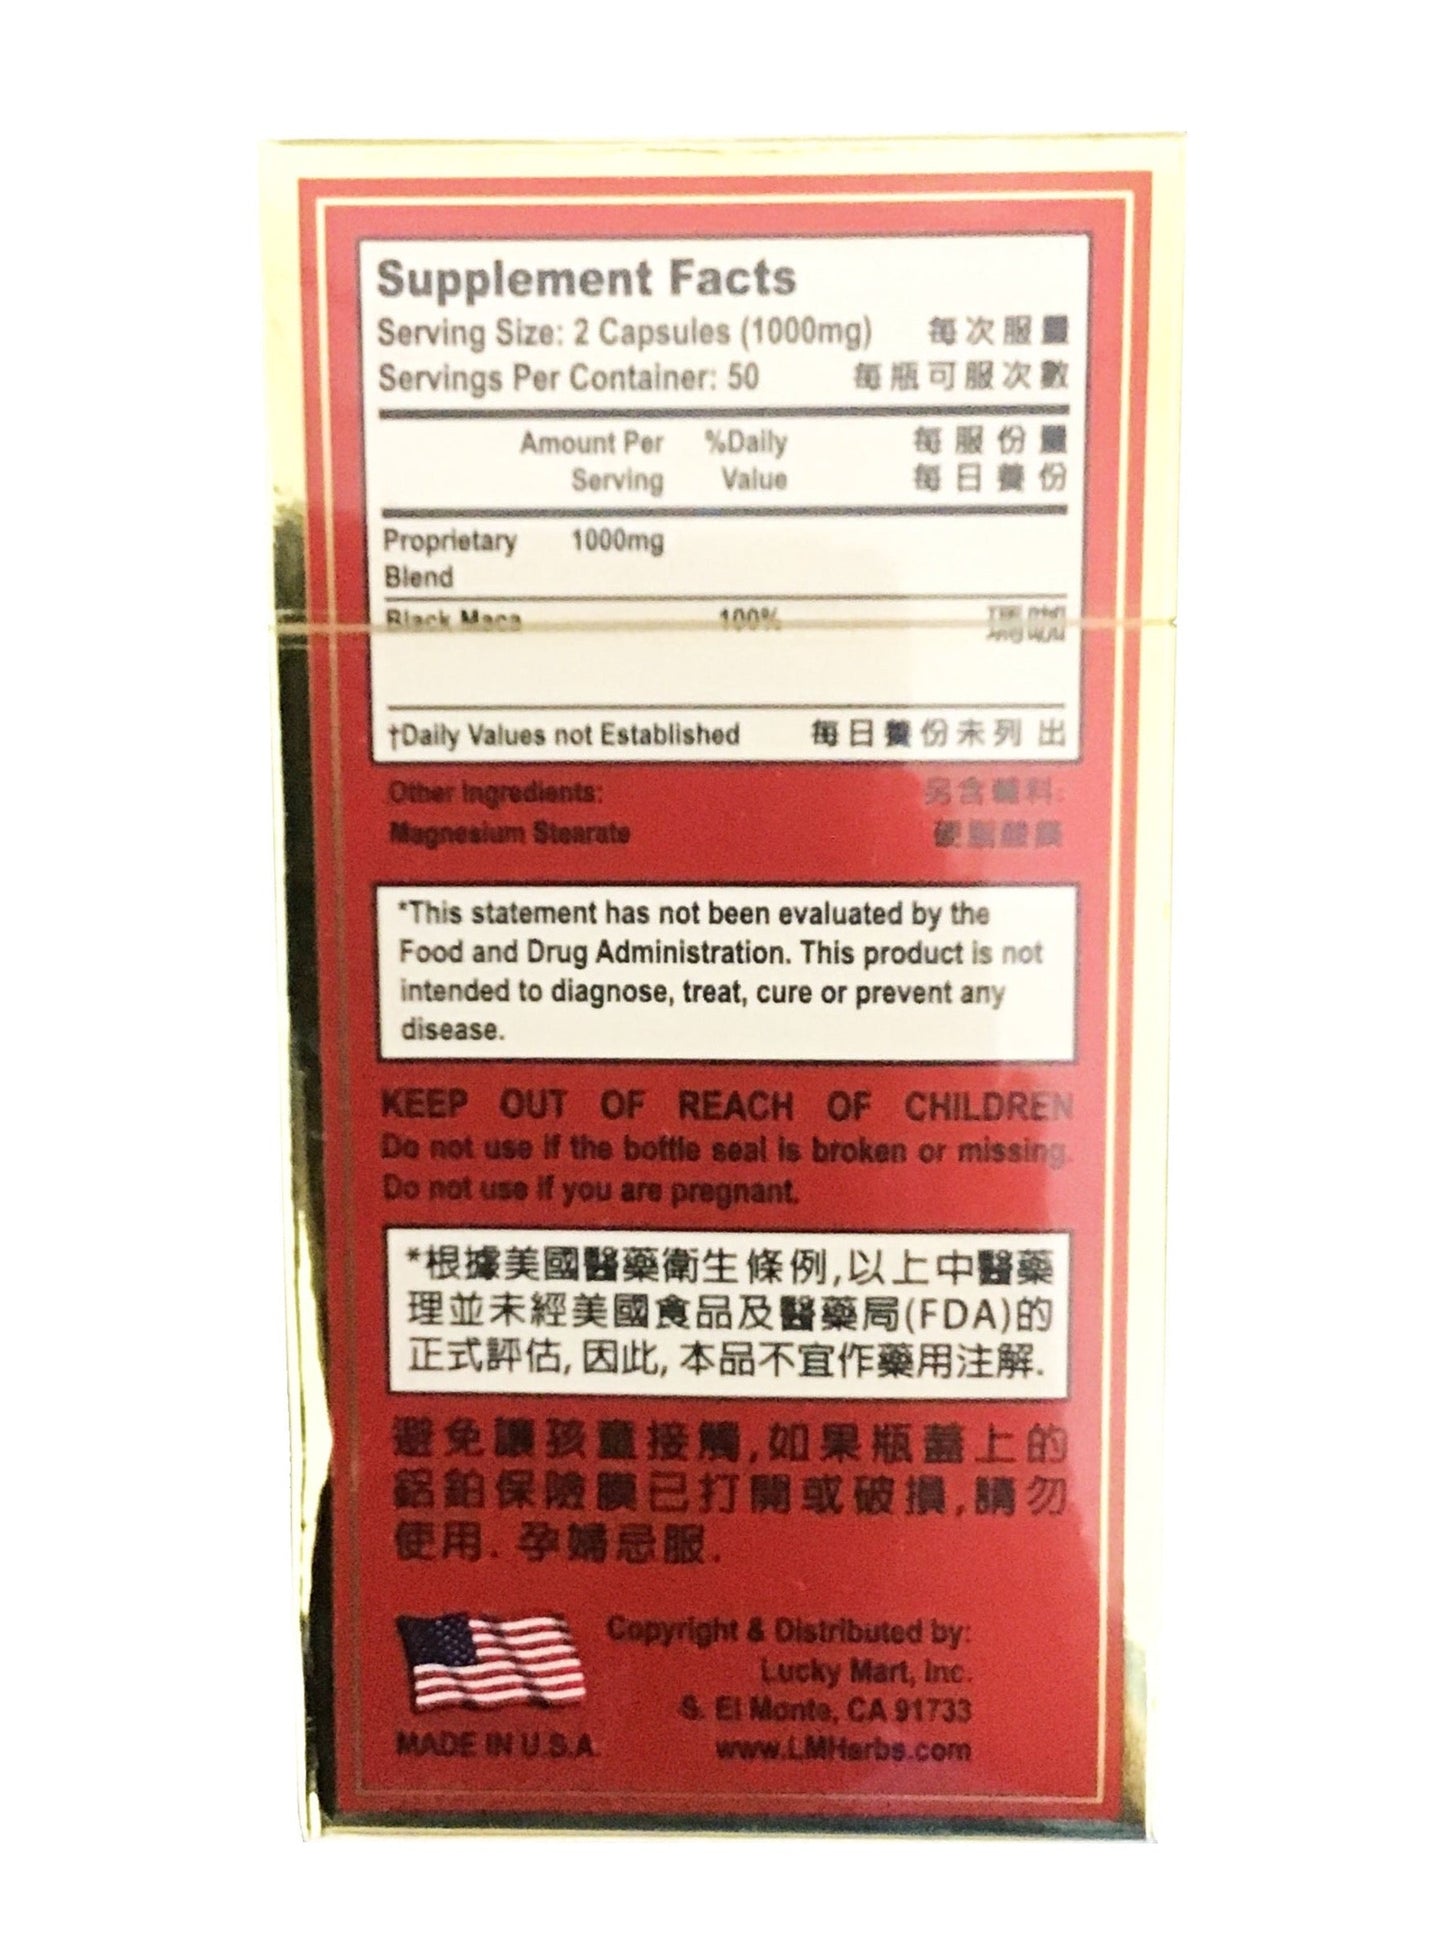 Supplement Facts
Serving Size: 2 Capsules (1000mg) 每次服量
Servings Per Container: 50 每瓶可服次數
Amount Per %Daily 每服份量
Serving Value 每日養份
Proprietary 1000mg
Blend
Black Maca 100% 瑪咖
†Daily Values not Established 每日養份未列出
Other Ingredients: 另含輔料:
Magnesium Stearate 硬脂酸鎂
*This statement has not been evaluated by the
Food and Drug Administration. This product is not
intended to diagnose, treat, cure or prevent any
disease.
KEEP OUT OF REACH OF CHILDREN
Do not use if the bottle seal is broken or missing.
Do not use if you are pregnant.
*根據美國醫藥衛生條例,以上中醫藥
理並未經美國食品及醫藥局(FDA)的
正式評估, 因此, 本品不宜作藥用注解.
避免讓孩童接觸,如果瓶蓋上的
鋁鉑保險膜已打開或破損,請勿
使用. 孕婦忌服.
Copyright & Distributed by:
Lucky Mart, Inc.
S. El Monte, CA 91733
MADE IN U.S.A. www.LMHerbs.com